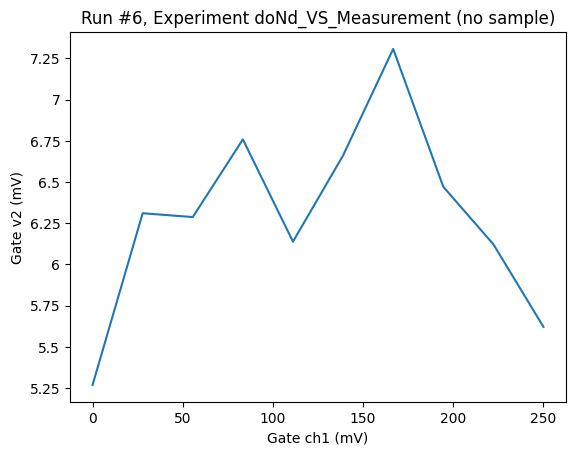 Run #6, Experiment doNd_VS_Measurement (no sample)
7.25
7
6.75
6.5
6.25
6
5.75
5.5
5.25
Gate v2 (mV)
0 50 100 150 200 250
Gate ch1 (mV)